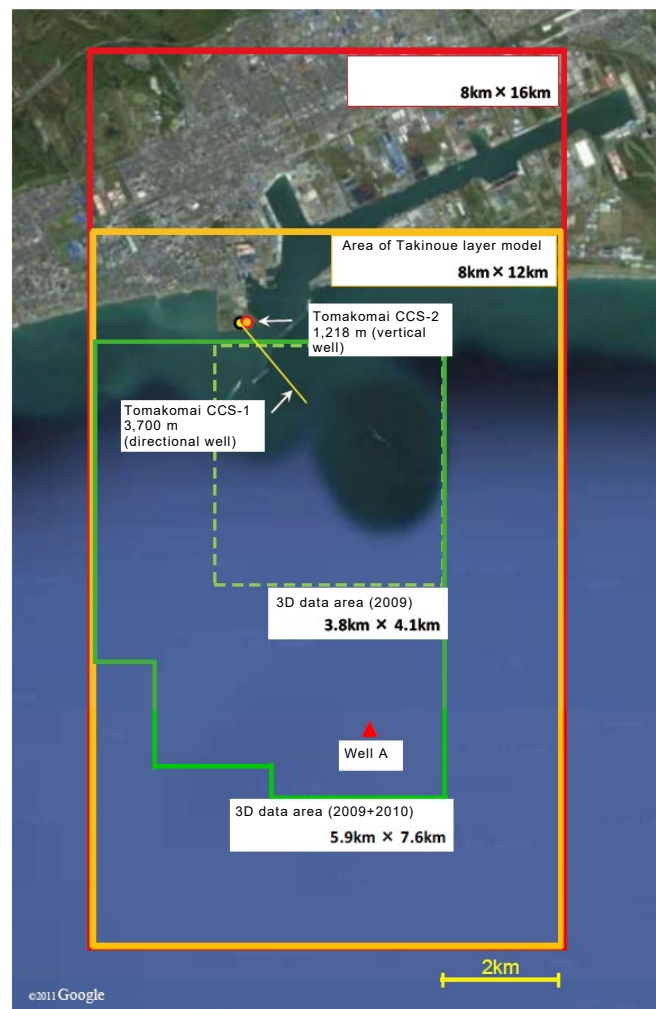 8km × 16km
Area of Takinoue layer model
8km × 12km
Tomakomai CCS-2
1,218 m (vertical
well)
Tomakomai CCS-1
3,700 m
(directional well)
3D data area (2009)
3.8km × 4.1km
Well A
3D data area (2009+2010)
5.9km × 7.6km
2km
©2011 Google